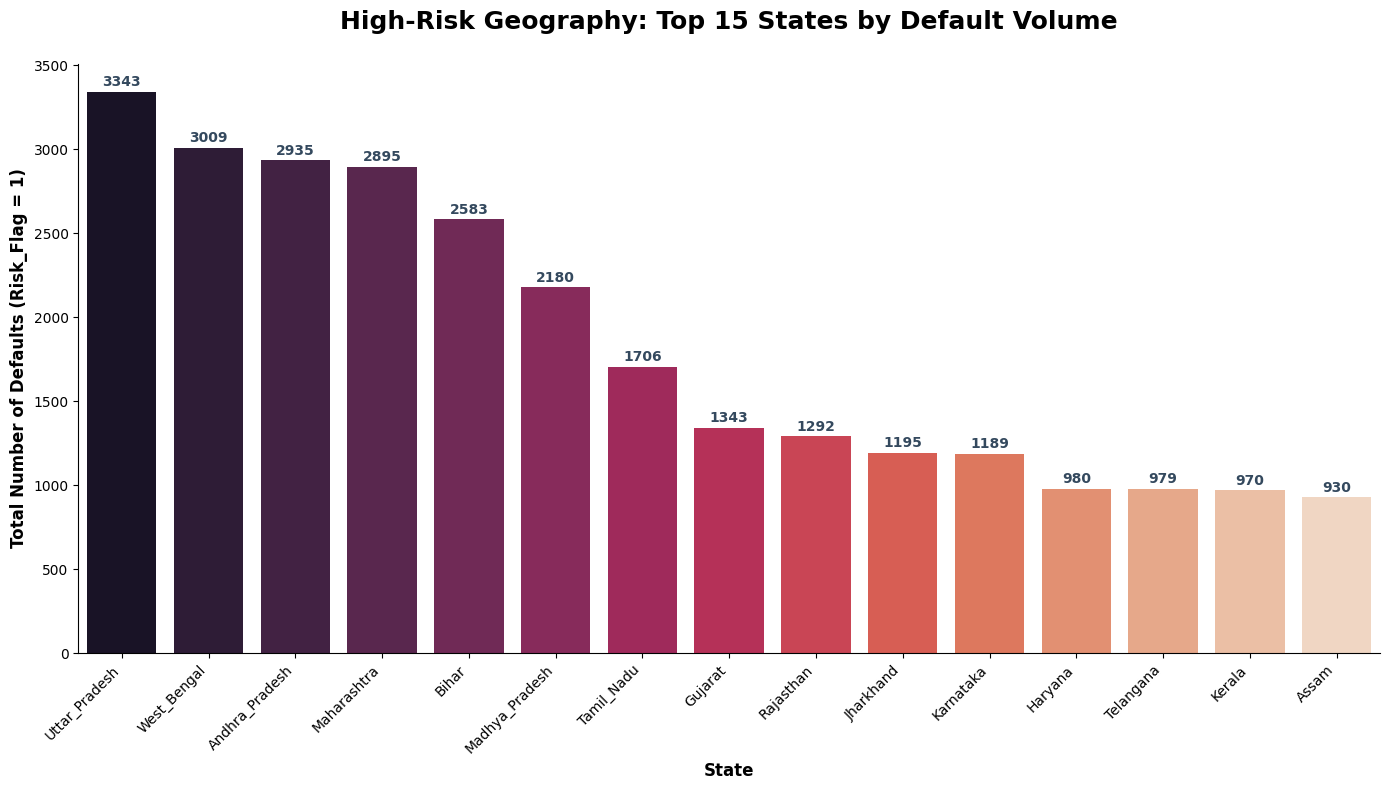 High-Risk Geography: Top 15 States by Default Volume
Total Number of Defaults (Risk_Flag = 1)
3500
3000
2500
2000
1500
1000
500
0
3343
3009
2935
2895
2583
2180
1706
1343
1292
1195
1189
980
979
970
930
Uttar_Pradesh
West_Bengal
Andhra_Pradesh
Maharashtra
Bihar
Madhya_Pradesh
Tamil_Nadu
Gujarat
Rajasthan
Jharkhand
Karnataka
Haryana
Telangana
Kerala
Assam
State